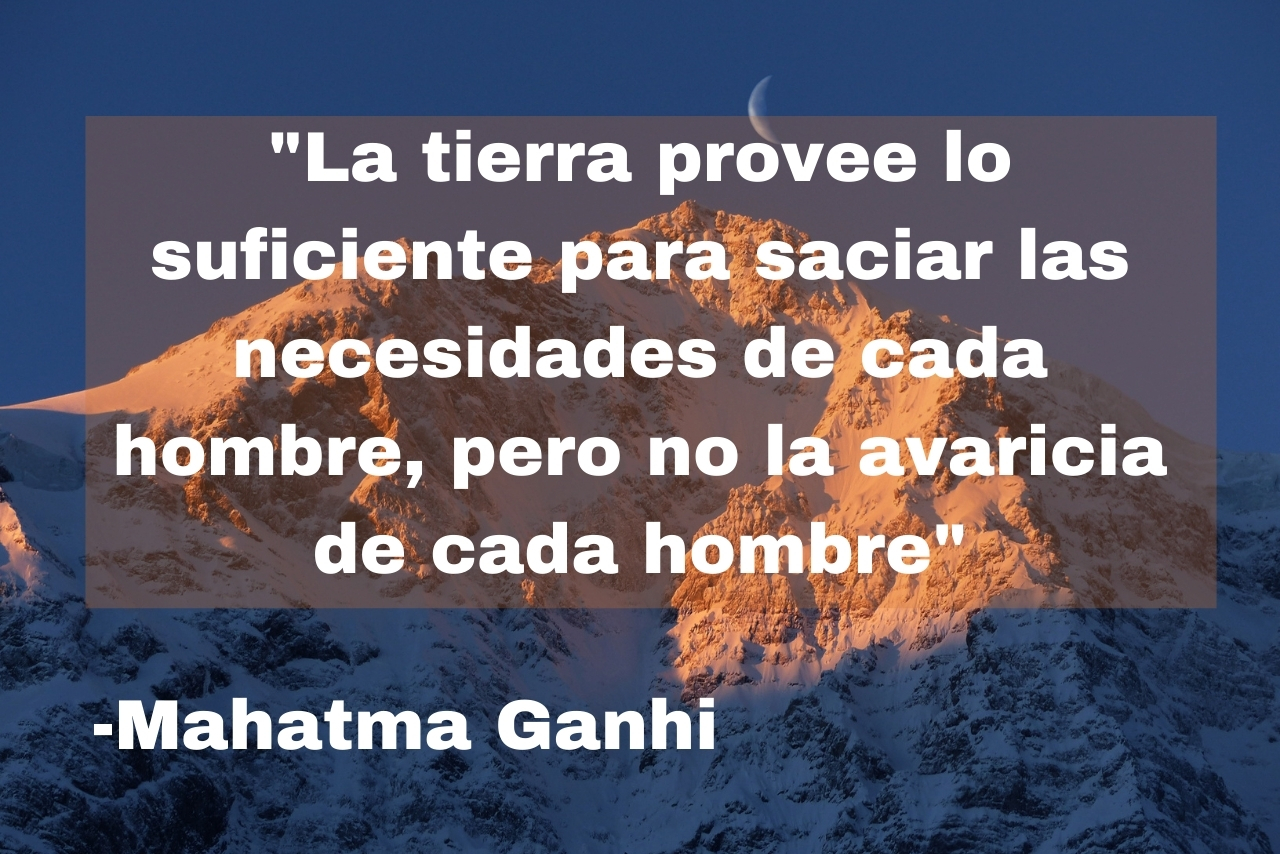 "La tierra provee lo
suficiente para saciar las
necesidades de cada
hombre, pero no la avaricia
de cada hombre"
-Mahatma Ganhi